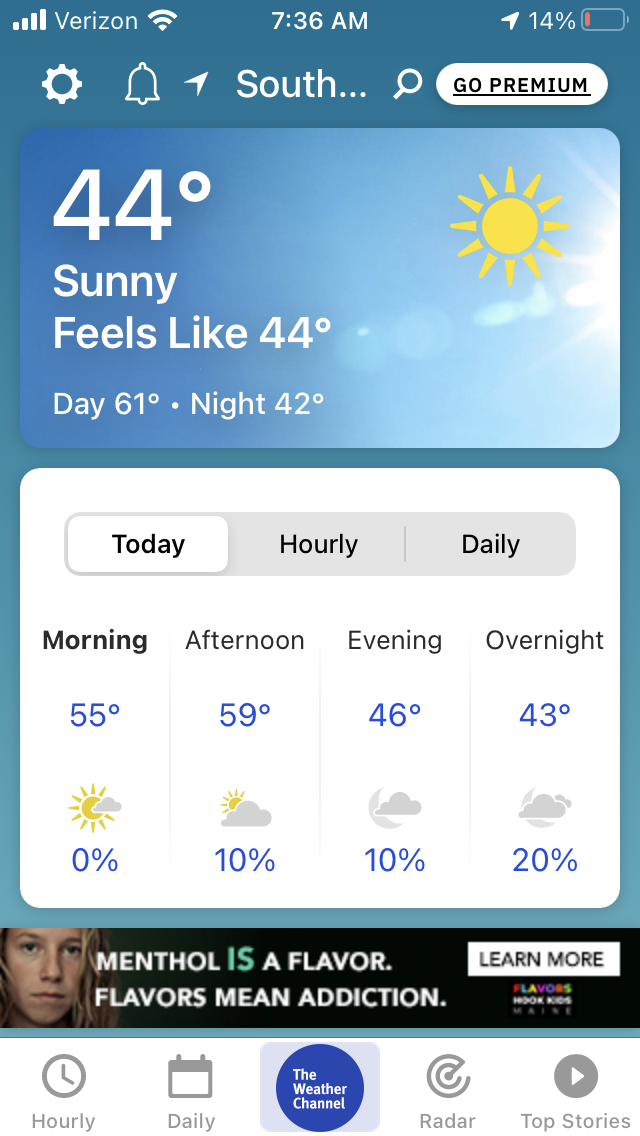 Verizon 7:36 AM 14%
South... GO PREMIUM
44°
Sunny
Feels Like 44°
Day 61° • Night 42°
Today Hourly Daily
Morning Afternoon Evening Overnight
55° 59° 46° 43°
0% 10% 10% 20%
MENTHOL IS A FLAVOR.
FLAVORS MEAN ADDICTION.
LEARN MORE
FLAVORS
HOOK KIDS
MAINE
The
Weather
Channel
Hourly Daily Radar Top Stories